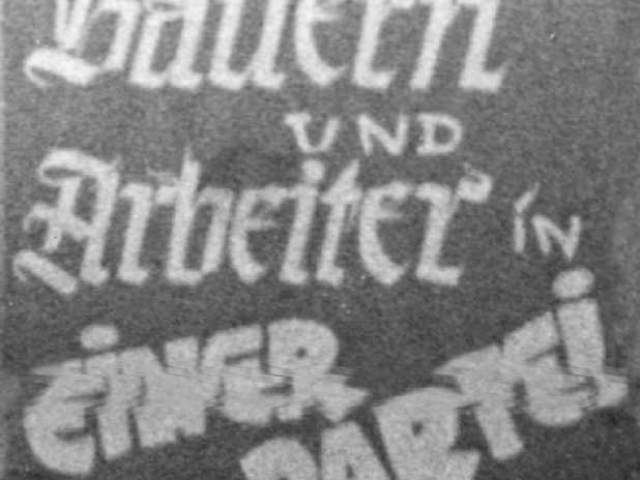 Bauern
UND
Arbeiter iN
EiNER
PARTEi